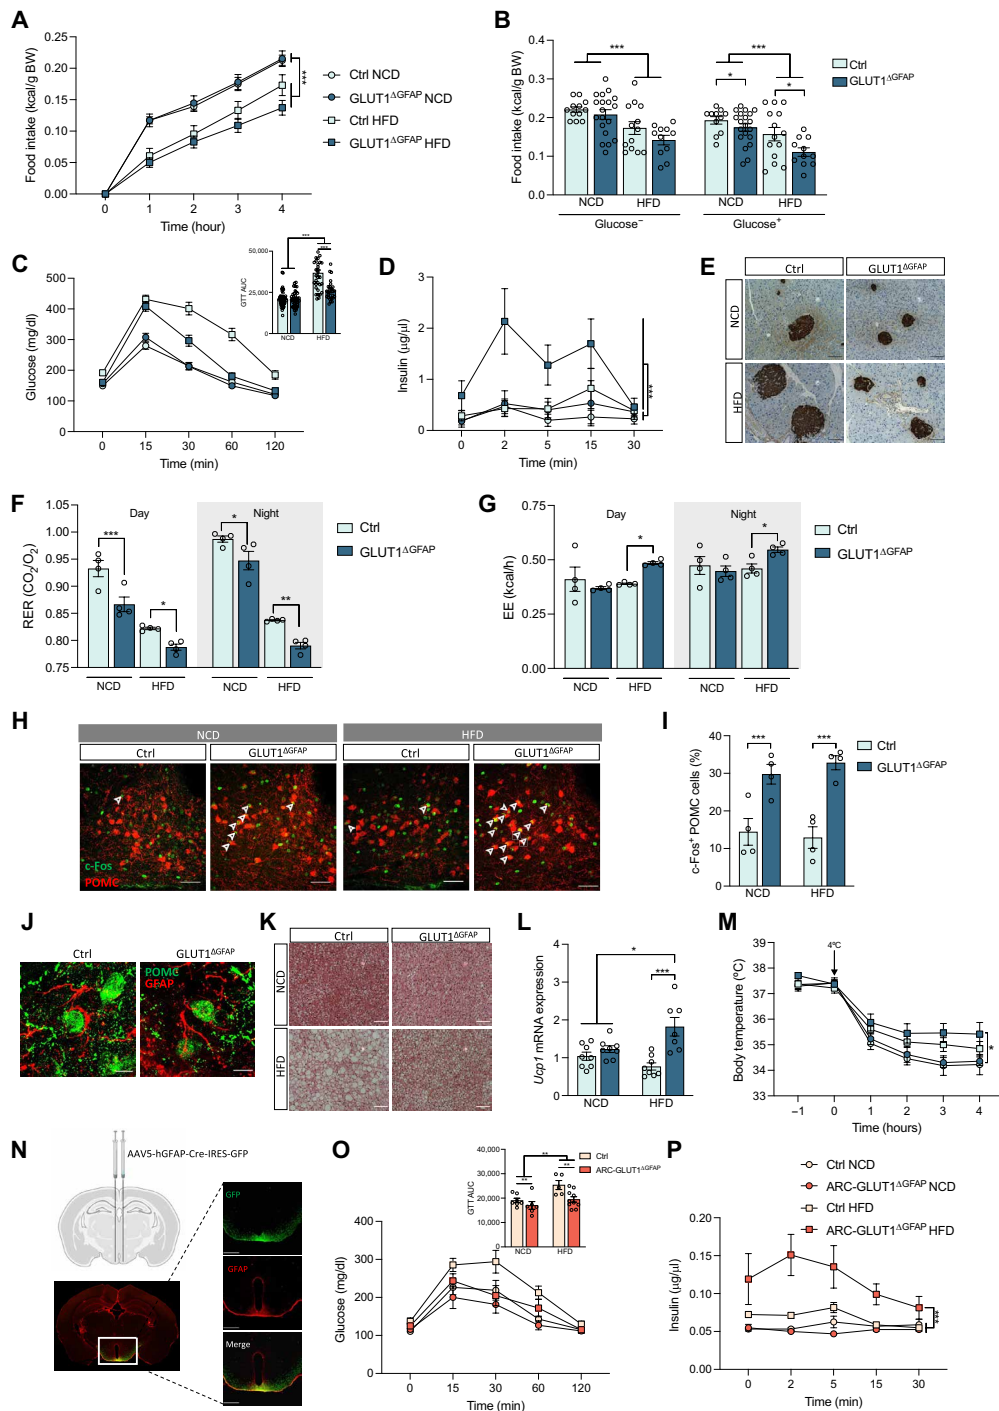 A
Food intake (kcal/g BW)
0.25
0.20
0.15
0.10
0.05
0.00
0 1 2 3 4
Time (hour)
***
Ctrl NCD
GLUT1ΔGFAP NCD
Ctrl HFD
GLUT1ΔGFAP HFD
B
Food intake (kcal/g BW)
0.4
0.3
0.2
0.1
0.0
*** ***
* *
NCD HFD NCD HFD
Glucose− Glucose+
Ctrl
GLUT1ΔGFAP
C
Glucose (mg/dl)
500
400
300
200
100
0
0 15 30 60 120
Time (min)
GTT AUC
50,000
25,000
0
***
***
NCD HFD
D
Insulin (µg/µl)
3
2
1
0
0 2 5 15 30
Time (min)
***
E
Ctrl GLUT1ΔGFAP
NCD
HFD
F
RER (CO2/O2)
1.05
1.00
0.95
0.90
0.85
0.80
0.75
Day Night
*** * * **
NCD HFD NCD HFD
Ctrl
GLUT1ΔGFAP
G
EE (kcal/h)
0.75
0.50
0.25
0.00
Day Night
* *
NCD HFD NCD HFD
Ctrl
GLUT1ΔGFAP
H
NCD HFD
Ctrl GLUT1ΔGFAP Ctrl GLUT1ΔGFAP
c-Fos
POMC
I
c-Fos+ POMC cells (%)
40
30
20
10
0
*** ***
NCD HFD
Ctrl
GLUT1ΔGFAP
J
Ctrl GLUT1ΔGFAP
POMC
GFAP
K
Ctrl GLUT1ΔGFAP
NCD
HFD
L
Ucp1 mRNA expression
4
3
2
1
0
*
***
NCD HFD
M
Body temperature (ºC)
39
38
37
36
35
34
33
4ºC
−1 0 1 2 3 4
Time (hours)
*
N
AAV5-hGFAP-Cre-IRES-GFP
GFP
GFAP
Merge
O
Glucose (mg/dl)
400
300
200
100
0
0 15 30 60 120
Time (min)
GTT AUC
40,000
30,000
20,000
10,000
0
**
** **
NCD HFD
Ctrl
ARC-GLUT1ΔGFAP
P
Ctrl NCD
ARC-GLUT1ΔGFAP NCD
Ctrl HFD
ARC-GLUT1ΔGFAP HFD
Insulin (µg/µl)
0.20
0.15
0.10
0.05
0.00
0 2 5 15 30
Time (min)
***